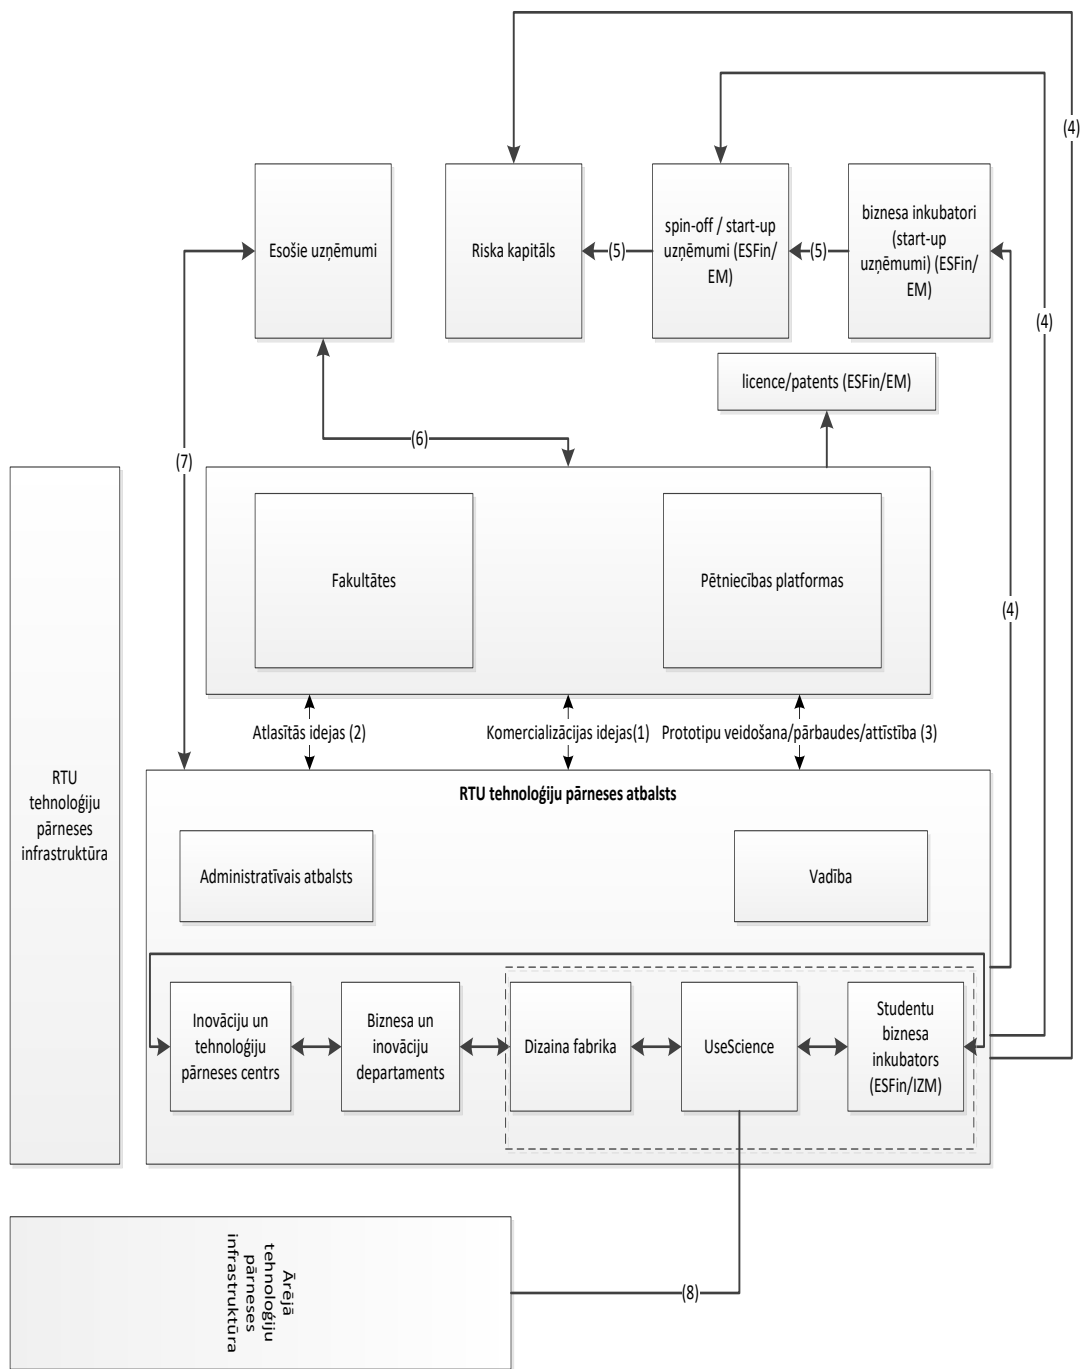 (4)
Esošie uzņēmumi
Riska kapitāls
(5)
spin-off / start-up
uzņēmumi (ESFin/
EM)
(5)
biznesa inkubatori
(start-up
uzņēmumi) (ESFin/
EM)
(4)
licence/patents (ESFin/EM)
(6)
(7)
Fakultātes
Pētniecības platformas
(4)
Atlasītās idejas (2)
Komercializācijas idejas(1)
Prototipu veidošana/pārbaudes/attīstība (3)
RTU
tehnoloģiju
pārneses
infrastruktūra
RTU tehnoloģiju pārneses atbalsts
Administratīvais atbalsts
Vadība
Inovāciju un
tehnoloģiju
pārneses centrs
Biznesa un
inovāciju
departaments
Dizaina fabrika
UseScience
Studentu
biznesa
inkubators
(ESFin/IZM)
Ārējā
tehnoloģiju
pārneses
infrastruktūra
(8)